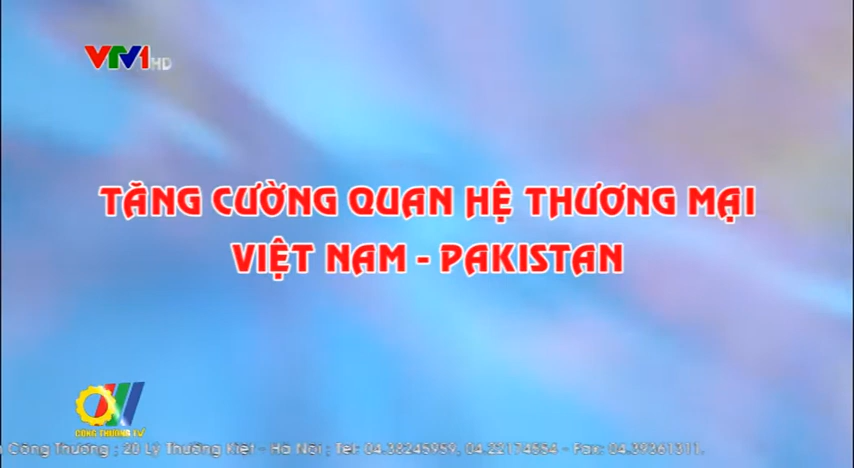 VTV1 HD
TĂNG CƯỜNG QUAN HỆ THƯƠNG MẠI
VIỆT NAM - PAKISTAN
CÔNG THƯƠNG TV
Công Thương ; 20 Lý Thường Kiệt - Hà Nội ; Tel: 04.38245959, 04.22174554 - Fax: 04.39361311.